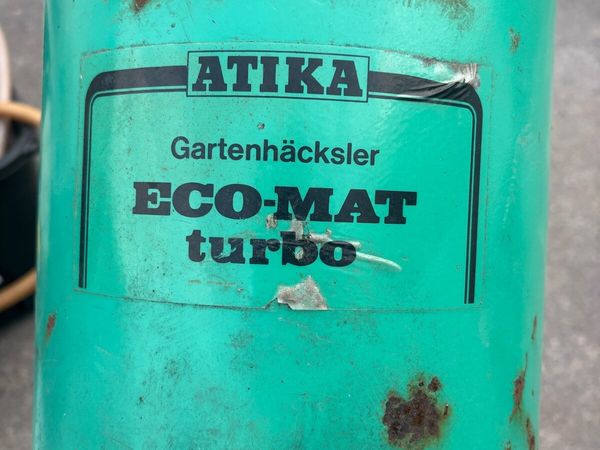 ATIKA
Gartenhäcksler
ECO-MAT
turbo